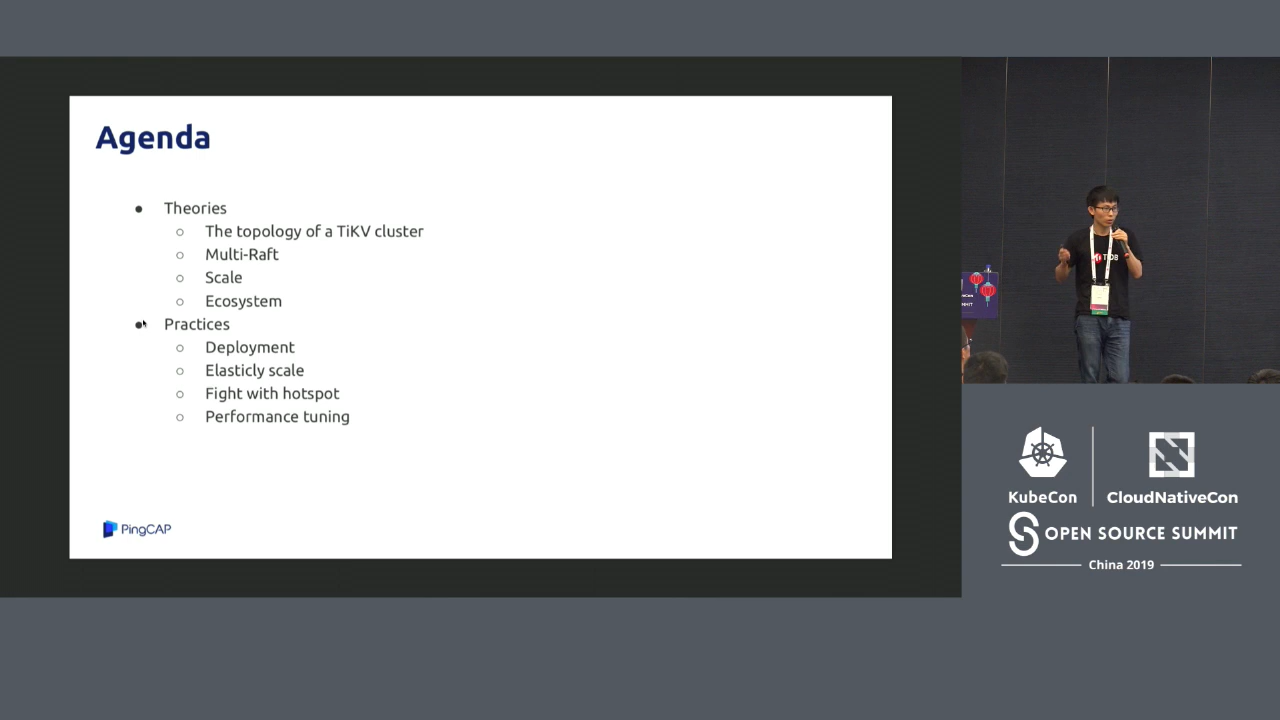 Agenda
● Theories
○ The topology of a TiKV cluster
○ Multi-Raft
○ Scale
○ Ecosystem
● Practices
○ Deployment
○ Elasticly scale
○ Fight with hotspot
○ Performance tuning
PingCAP
KubeCon
CloudNativeCon
OPEN SOURCE SUMMIT
China 2019